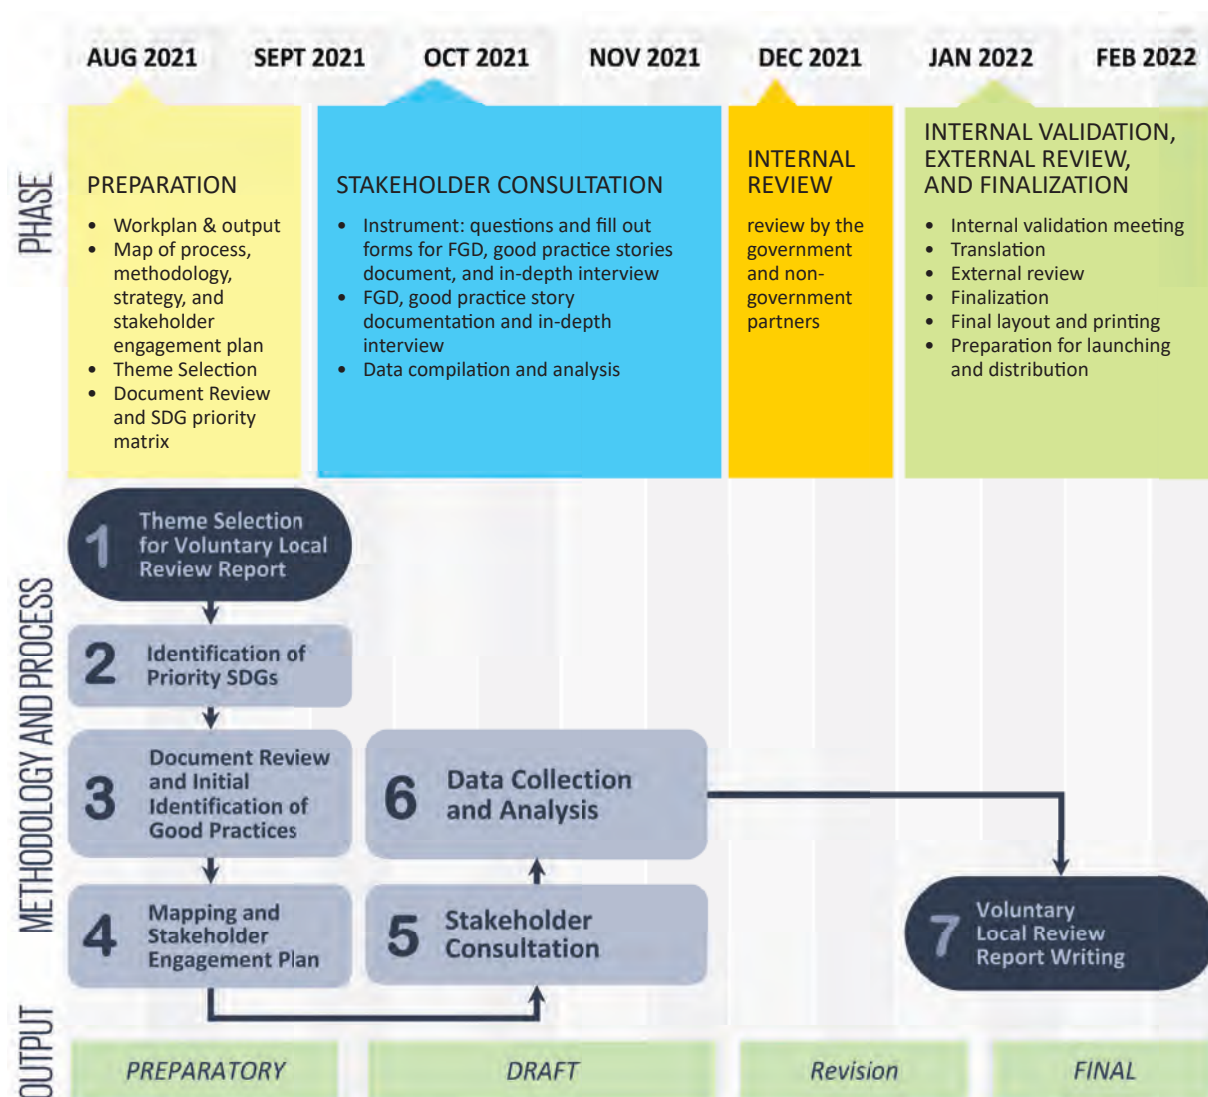 AUG 2021 SEPT 2021 OCT 2021 NOV 2021 DEC 2021 JAN 2022 FEB 2022
PHASE
PREPARATION
• Workplan & output
• Map of process,
methodology,
strategy, and
stakeholder
engagement plan
• Theme Selection
• Document Review
and SDG priority
matrix
STAKEHOLDER CONSULTATION
• Instrument: questions and fill out
forms for FGD, good practice stories
document, and in-depth interview
• FGD, good practice story
documentation and in-depth
interview
• Data compilation and analysis
INTERNAL
REVIEW
review by the
government
and non-
government
partners
INTERNAL VALIDATION,
EXTERNAL REVIEW,
AND FINALIZATION
• Internal validation meeting
• Translation
• External review
• Finalization
• Final layout and printing
• Preparation for launching
and distribution
METHODOLOGY AND PROCESS
1
Theme Selection
for Voluntary Local
Review Report
2
Identification of
Priority SDGs
3
Document Review
and Initial
Identification of
Good Practices
4
Mapping and
Stakeholder
Engagement Plan
5
Stakeholder
Consultation
6
Data Collection
and Analysis
7
Voluntary
Local Review
Report Writing
OUTPUT
PREPARATORY
DRAFT
Revision
FINAL